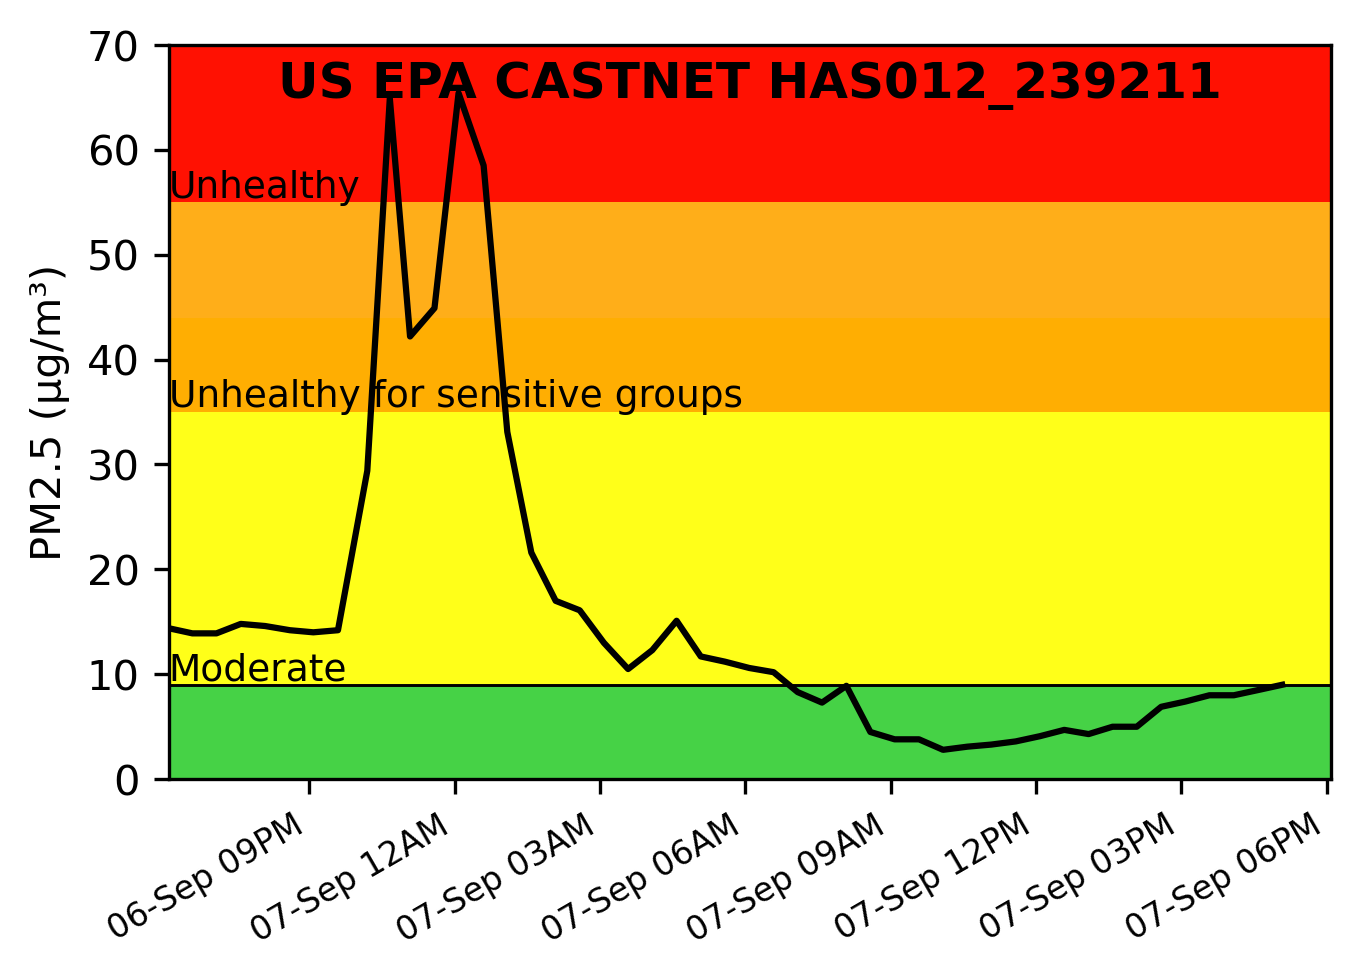 US EPA CASTNET HAS012_239211
PM2.5 (µg/m³)
70
60
50
40
30
20
10
0
Unhealthy
Unhealthy for sensitive groups
Moderate
06-Sep 09PM
07-Sep 12AM
07-Sep 03AM
07-Sep 06AM
07-Sep 09AM
07-Sep 12PM
07-Sep 03PM
07-Sep 06PM